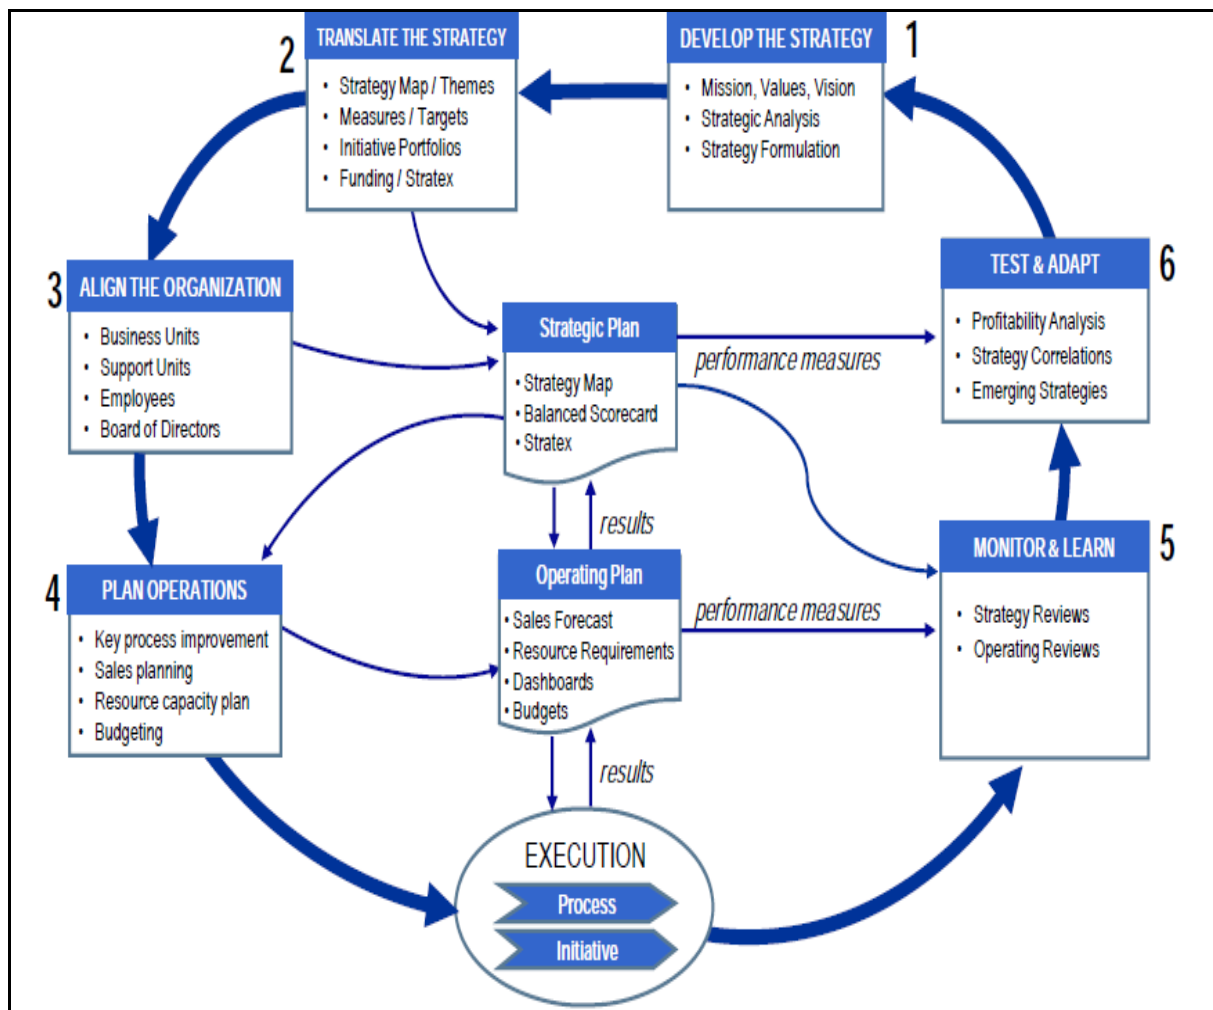 2
TRANSLATE THE STRATEGY
• Strategy Map / Themes
• Measures / Targets
• Initiative Portfolios
• Funding / Stratex
DEVELOP THE STRATEGY
1
• Mission, Values, Vision
• Strategic Analysis
• Strategy Formulation
3
ALIGN THE ORGANIZATION
• Business Units
• Support Units
• Employees
• Board of Directors
Strategic Plan
• Strategy Map
• Balanced Scorecard
• Stratex
performance measures
TEST & ADAPT
6
• Profitability Analysis
• Strategy Correlations
• Emerging Strategies
results
4
PLAN OPERATIONS
• Key process improvement
• Sales planning
• Resource capacity plan
• Budgeting
Operating Plan
• Sales Forecast
• Resource Requirements
• Dashboards
• Budgets
performance measures
MONITOR & LEARN
5
• Strategy Reviews
• Operating Reviews
results
EXECUTION
Process
Initiative